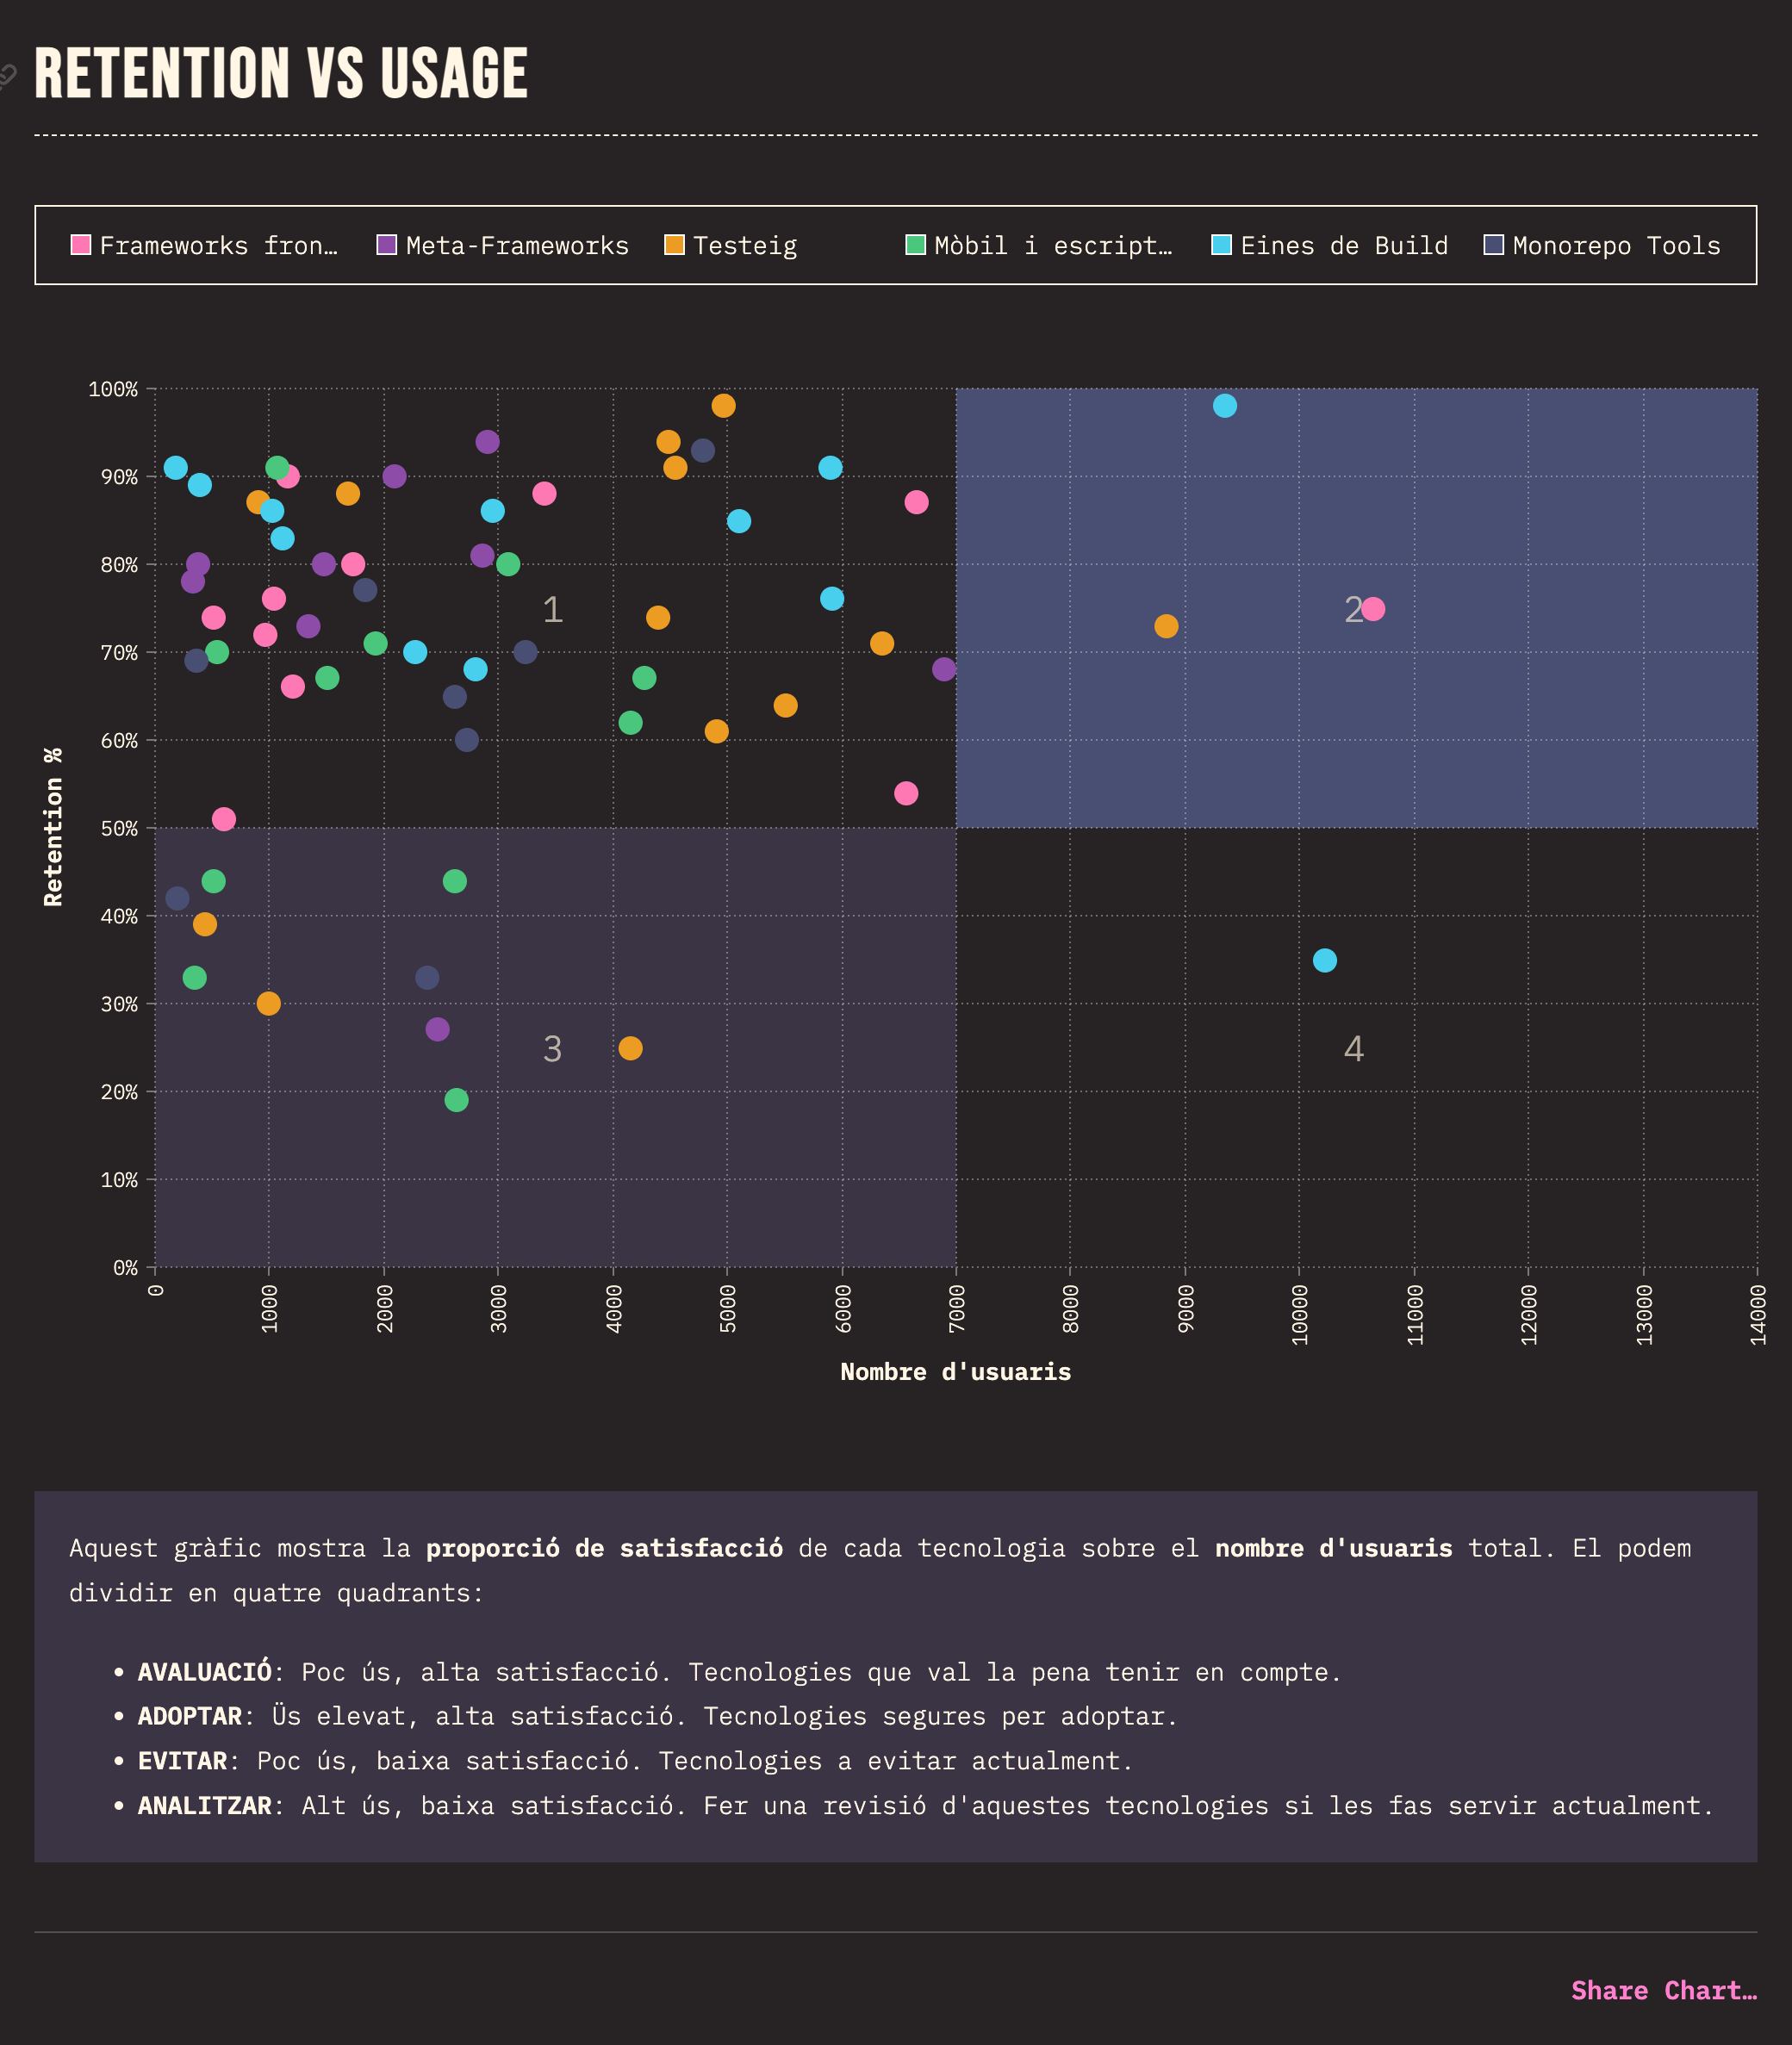 RETENTION VS USAGE
Frameworks fron… Meta-Frameworks Testeig Mòbil i escript… Eines de Build Monorepo Tools
100%
90%
80%
70%
60%
50%
40%
30%
20%
10%
0%
Retention %
1
2
3
4
0 1000 2000 3000 4000 5000 6000 7000 8000 9000 10000 11000 12000 13000 14000
Nombre d'usuaris
Aquest gràfic mostra la proporció de satisfacció de cada tecnologia sobre el nombre d'usuaris total. El podem
dividir en quatre quadrants:
• AVALUACIÓ: Poc ús, alta satisfacció. Tecnologies que val la pena tenir en compte.
• ADOPTAR: Üs elevat, alta satisfacció. Tecnologies segures per adoptar.
• EVITAR: Poc ús, baixa satisfacció. Tecnologies a evitar actualment.
• ANALITZAR: Alt ús, baixa satisfacció. Fer una revisió d'aquestes tecnologies si les fas servir actualment.
Share Chart…